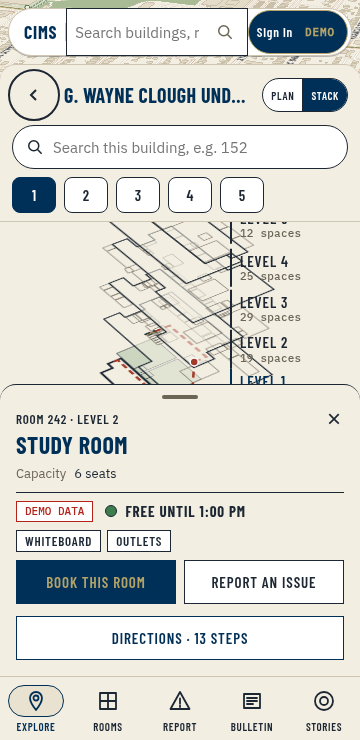 CIMS
Search buildings, r
Sign In DEMO
G. WAYNE CLOUGH UND...
PLAN STACK
Search this building, e.g. 152
1 2 3 4 5
12 spaces
LEVEL 4
25 spaces
LEVEL 3
29 spaces
LEVEL 2
19 spaces
LEVEL 1
ROOM 242 · LEVEL 2
STUDY ROOM
Capacity 6 seats
DEMO DATA FREE UNTIL 1:00 PM
WHITEBOARD OUTLETS
BOOK THIS ROOM REPORT AN ISSUE
DIRECTIONS · 13 STEPS
EXPLORE ROOMS REPORT BULLETIN STORIES